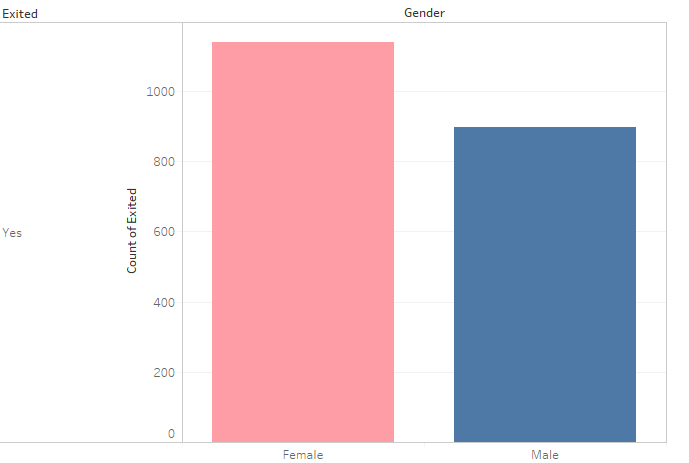 Exited
Gender
1000
800
600
400
200
0
Count of Exited
Yes
Female
Male